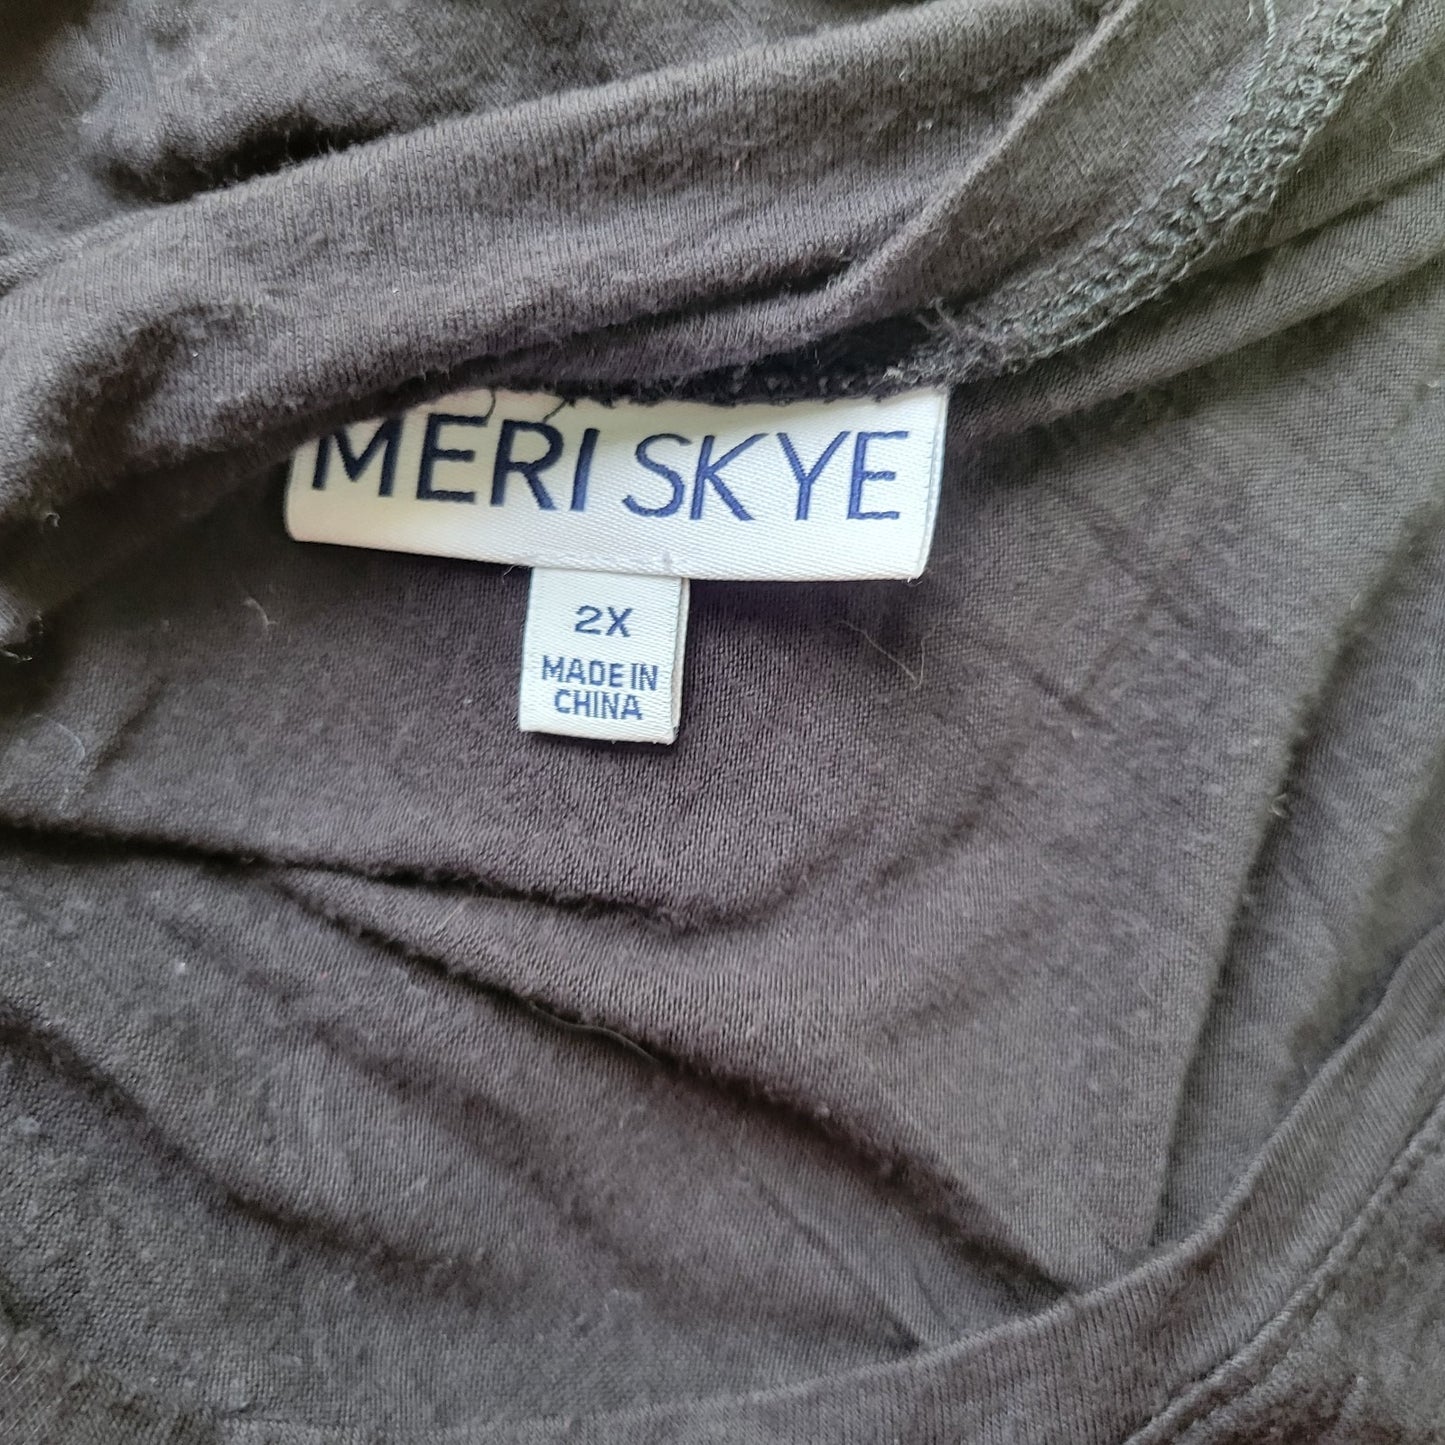 MERI SKYE
2X
MADE IN
CHINA